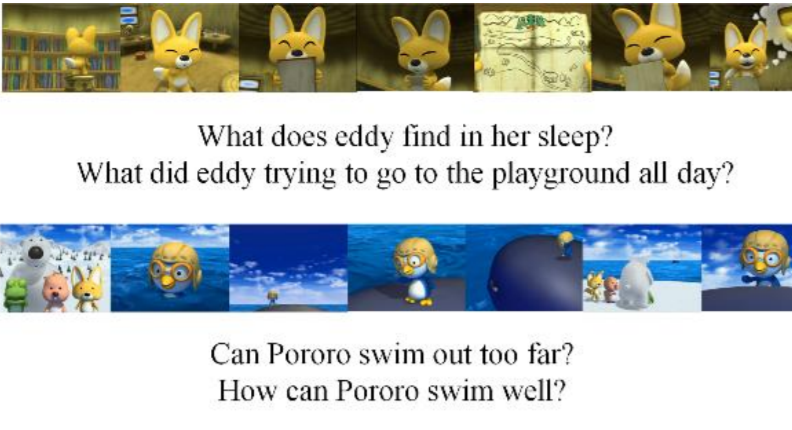 What does eddy find in her sleep?
What did eddy trying to go to the playground all day?
Can Pororo swim out too far?
How can Pororo swim well?